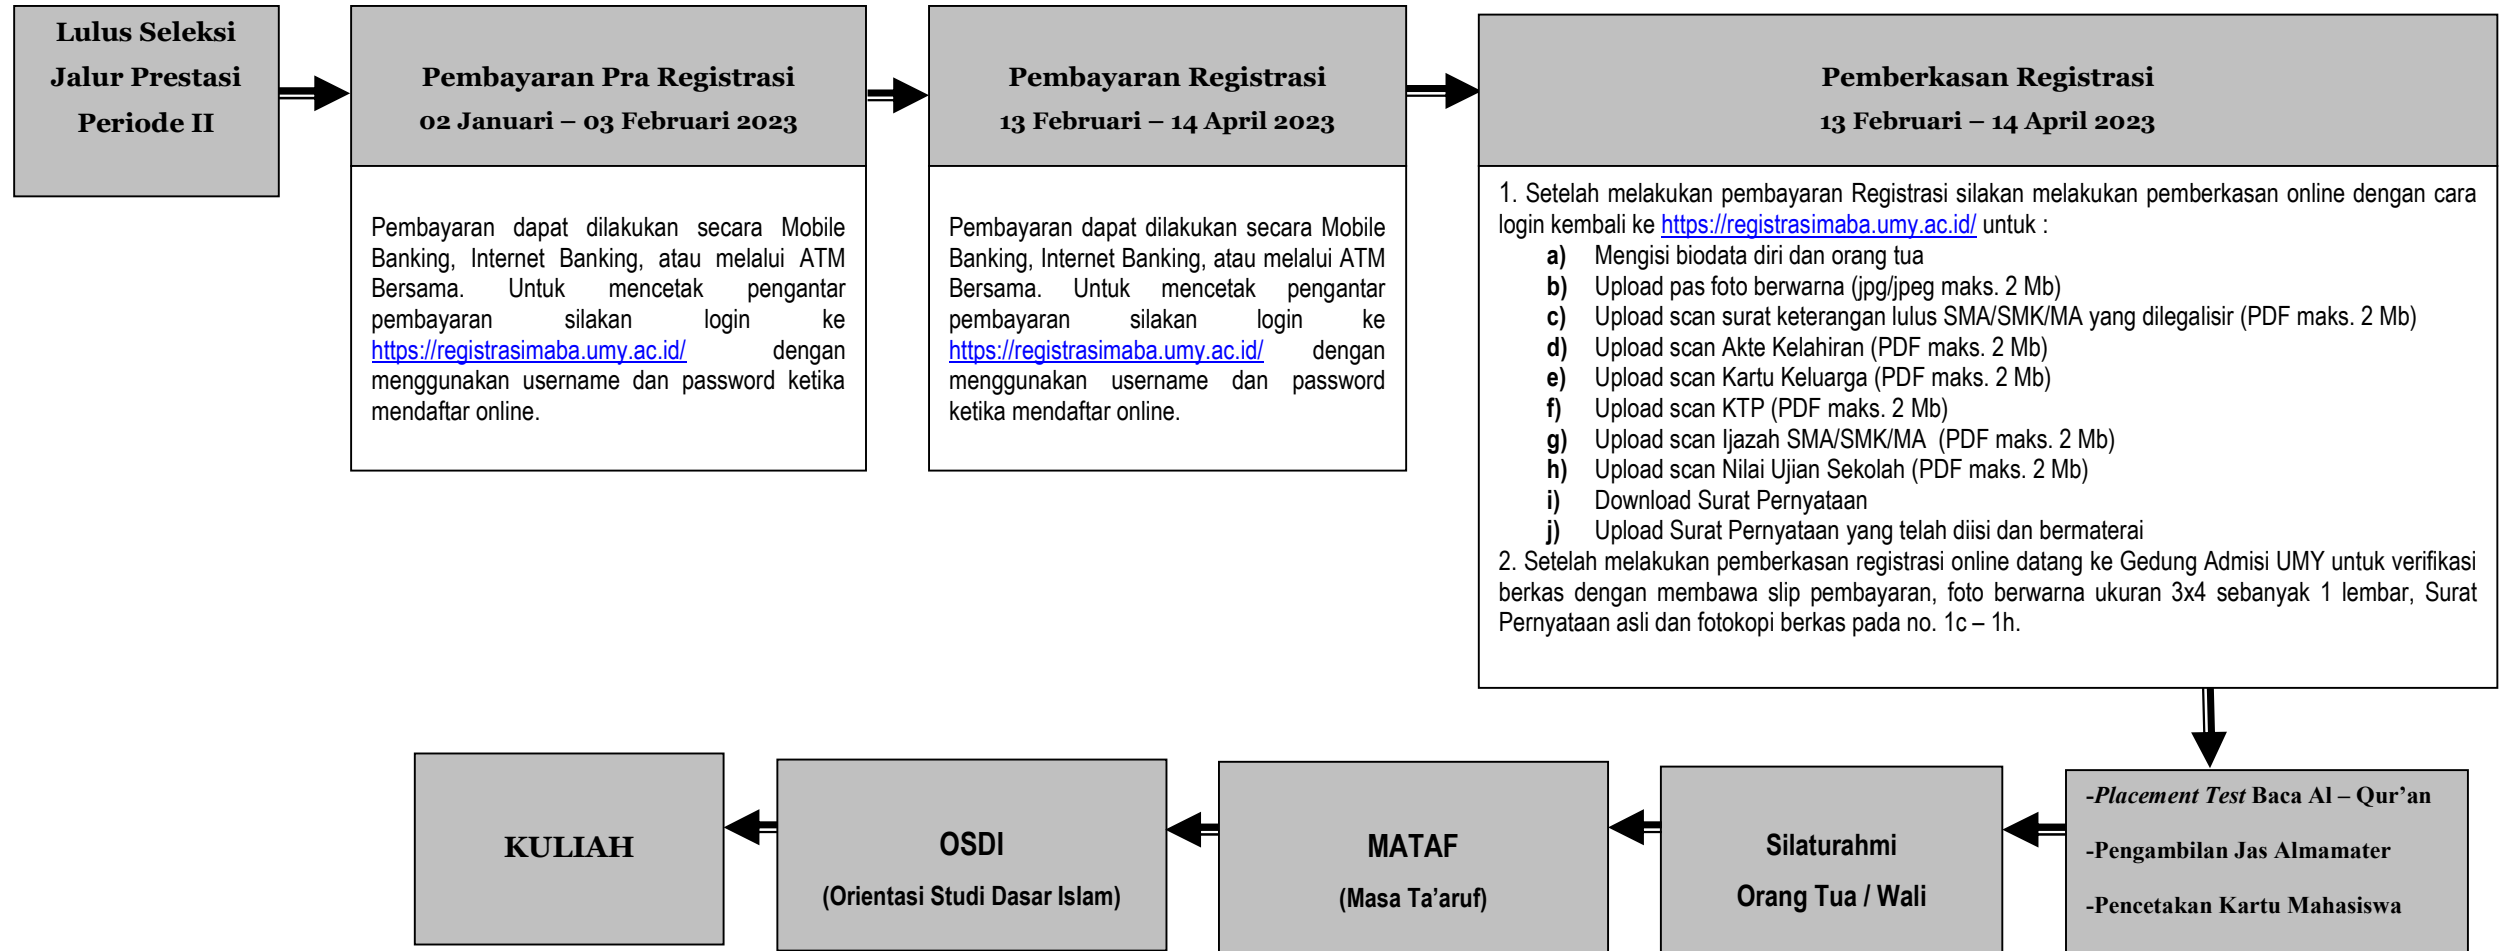 Lulus Seleksi
Jalur Prestasi
Periode II
Pembayaran Pra Registrasi
02 Januari – 03 Februari 2023
Pembayaran dapat dilakukan secara Mobile
Banking, Internet Banking, atau melalui ATM
Bersama. Untuk mencetak pengantar
pembayaran silakan login ke
https://registrasimaba.umy.ac.id/ dengan
menggunakan username dan password ketika
mendaftar online.
Pembayaran Registrasi
13 Februari – 14 April 2023
Pembayaran dapat dilakukan secara Mobile
Banking, Internet Banking, atau melalui ATM
Bersama. Untuk mencetak pengantar
pembayaran silakan login ke
https://registrasimaba.umy.ac.id/ dengan
menggunakan username dan password
ketika mendaftar online.
Pemberkasan Registrasi
13 Februari – 14 April 2023
1. Setelah melakukan pembayaran Registrasi silakan melakukan pemberkasan online dengan cara
login kembali ke https://registrasimaba.umy.ac.id/ untuk :
a) Mengisi biodata diri dan orang tua
b) Upload pas foto berwarna (jpg/jpeg maks. 2 Mb)
c) Upload scan surat keterangan lulus SMA/SMK/MA yang dilegalisir (PDF maks. 2 Mb)
d) Upload scan Akte Kelahiran (PDF maks. 2 Mb)
e) Upload scan Kartu Keluarga (PDF maks. 2 Mb)
f) Upload scan KTP (PDF maks. 2 Mb)
g) Upload scan Ijazah SMA/SMK/MA (PDF maks. 2 Mb)
h) Upload scan Nilai Ujian Sekolah (PDF maks. 2 Mb)
i) Download Surat Pernyataan
j) Upload Surat Pernyataan yang telah diisi dan bermaterai
2. Setelah melakukan pemberkasan registrasi online datang ke Gedung Admisi UMY untuk verifikasi
berkas dengan membawa slip pembayaran, foto berwarna ukuran 3x4 sebanyak 1 lembar, Surat
Pernyataan asli dan fotokopi berkas pada no. 1c – 1h.
-Placement Test Baca Al – Qur’an
-Pengambilan Jas Almamater
-Pencetakan Kartu Mahasiswa
Silaturahmi
Orang Tua / Wali
MATAF
(Masa Ta’aruf)
OSDI
(Orientasi Studi Dasar Islam)
KULIAH